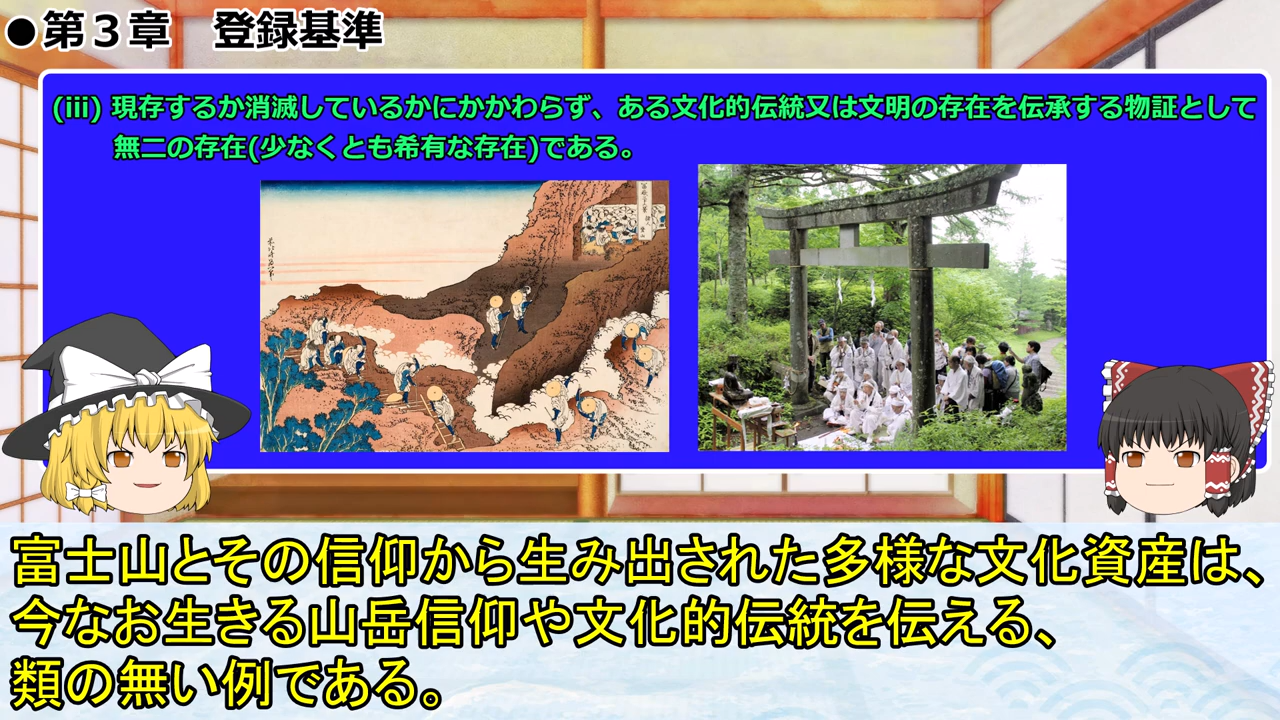 ●第３章　登録基準
(iii) 現存するか消滅しているかにかかわらず、ある文化的伝統又は文明の存在を伝承する物証として
無二の存在(少なくとも希有な存在)である。
富士山とその信仰から生み出された多様な文化資産は、
今なお生きる山岳信仰や文化的伝統を伝える、
類の無い例である。